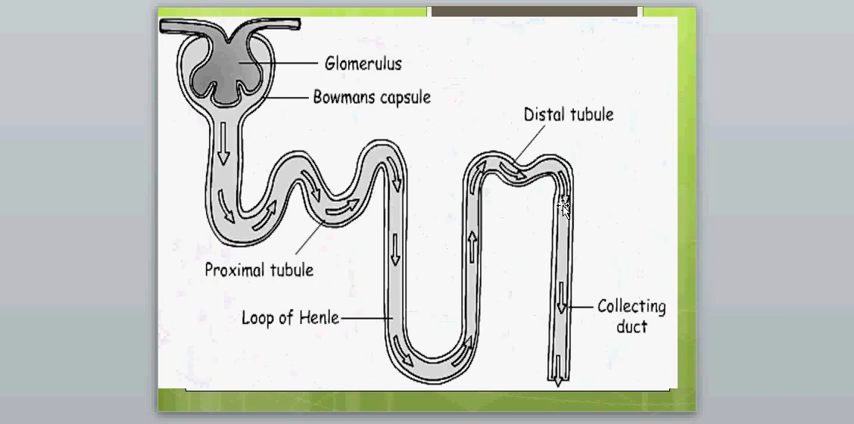 Glomerulus
Bowmans capsule
Distal tubule
Proximal tubule
Loop of Henle
Collecting
duct